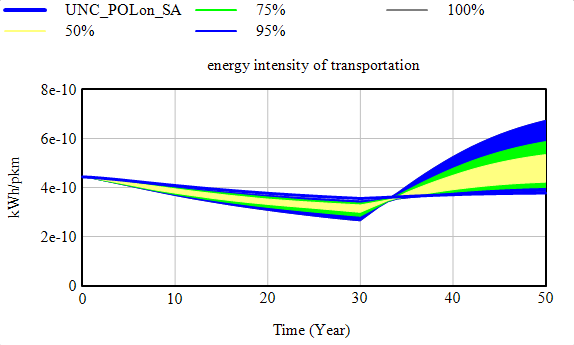 UNC_POLon_SA 75% 100%
50% 95%
energy intensity of transportation
8e-10
6e-10
4e-10
2e-10
0
kWh/pkm
0 10 20 30 40 50
Time (Year)